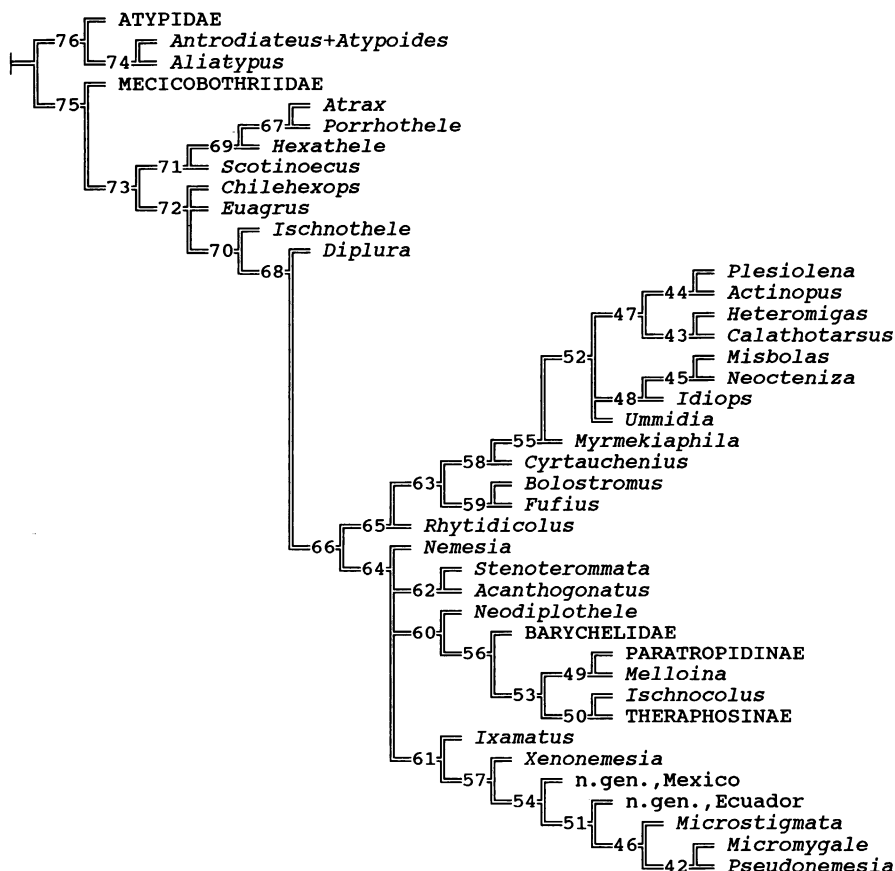 ATYPIDAE
76
Antrodiateus+Atypoides
74
Aliatypus
MECICOBOTHRIIDAE
75
Atrax
67
Porrhothele
69
Hexathele
71
Scotinoecus
73
Chilehexops
72
Euagrus
Ischnothele
70
Diplura
68
Plesiolena
44
Actinopus
47
Heteromigas
43
Calathotarsus
52
Misbolas
45
Neocteniza
48
Idiops
Ummidia
55
Myrmekiaphila
58
Cyrtauchenius
63
Bolostromus
59
Fufius
65
Rhytidicolus
66
Nemesia
64
Stenoterommata
62
Acanthogonatus
Neodiplothele
60
BARYCHELIDAE
56
PARATROPIDINAE
49
Melloina
53
Ischnocolus
50
THERAPHOSINAE
Ixamatus
61
Xenonemesia
57
n.gen.,Mexico
54
n.gen.,Ecuador
51
Microstigmata
46
Micromygale
42
Pseudonemesia